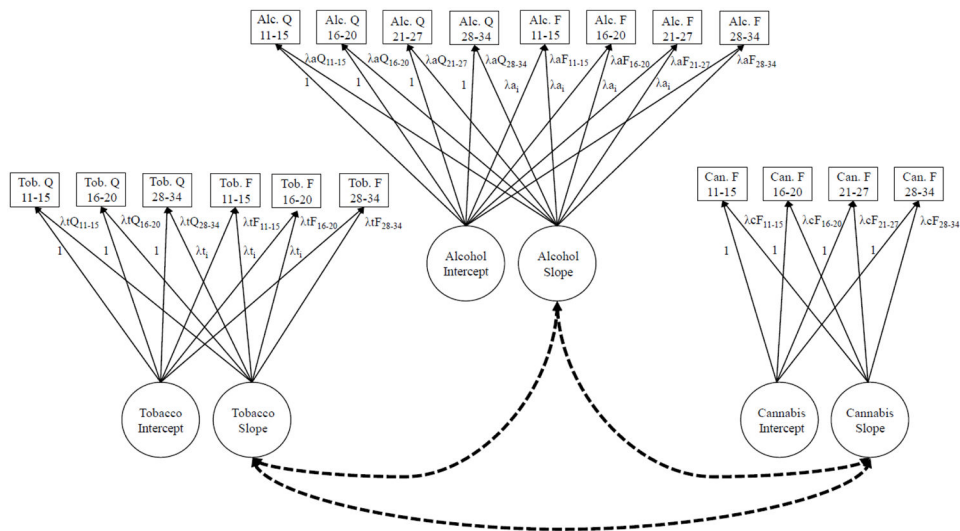 Alc. Q
11-15
Alc. Q
16-20
Alc. Q
21-27
Alc. Q
28-34
Alc. F
11-15
Alc. F
16-20
Alc. F
21-27
Alc. F
28-34
λaQ11-15
λaQ16-20
λaQ21-27
λaQ28-34
λaF11-15
λaF16-20
λaF21-27
λaF28-34
1
1
1
1
λai
λai
λai
λai
Tob. Q
11-15
Tob. Q
16-20
Tob. Q
28-34
Tob. F
11-15
Tob. F
16-20
Tob. F
28-34
λtQ11-15
λtQ16-20
λtQ28-34
λtF11-15
λtF16-20
λtF28-34
1
1
1
λti
λti
λti
Can. F
11-15
Can. F
16-20
Can. F
21-27
Can. F
28-34
λcF11-15
λcF16-20
λcF21-27
λcF28-34
1
1
1
1
Alcohol
Intercept
Alcohol
Slope
Tobacco
Intercept
Tobacco
Slope
Cannabis
Intercept
Cannabis
Slope